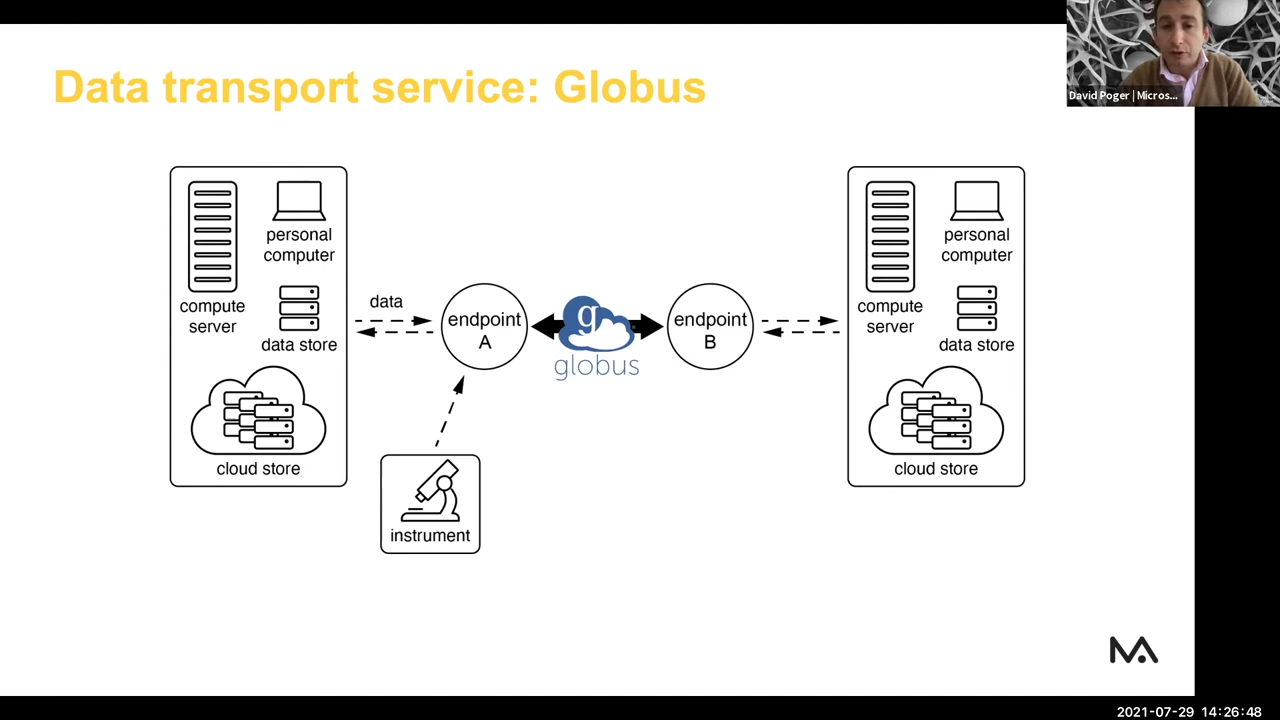 David Poger | Micros...
Data transport service: Globus
personal
computer
compute
server
data store
cloud store
data
endpoint
A
g
globus
endpoint
B
instrument
personal
computer
compute
server
data store
cloud store
MA
2021-07-29 14:26:48